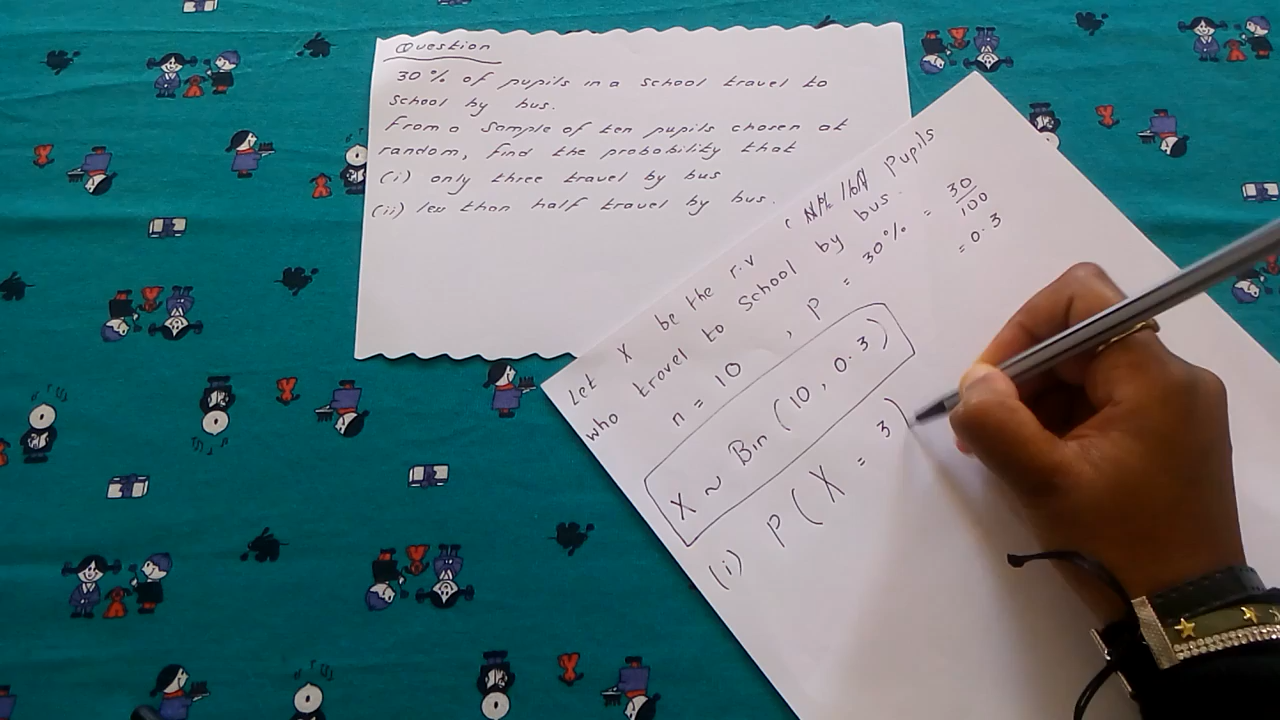 Question
30% of pupils in a school travel to
school by bus.
From a sample of ten pupils chosen at
random, find the probability that
(i) only three travel by bus
(ii) less than half travel by bus.
Let X be the r.v Pupils
who travel to school by bus.
n = 10 , p = 30% = 30/100
= 0.3
X ~ Bin (10, 0.3)
(i) P(X = 3)